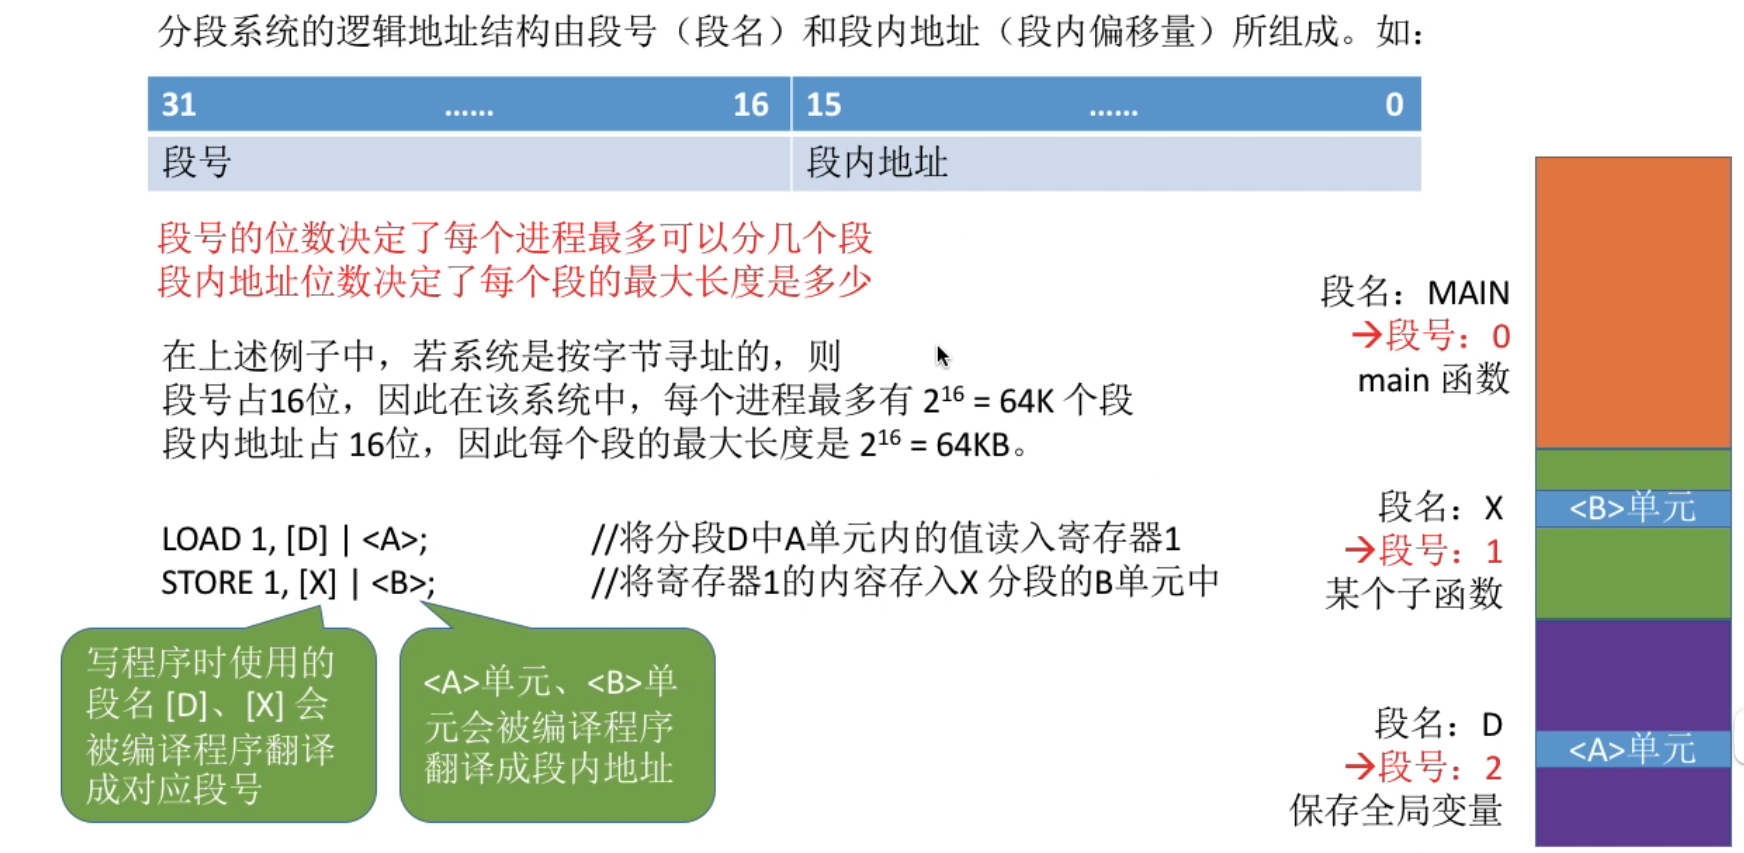 分段系统的逻辑地址结构由段号（段名）和段内地址（段内偏移量）所组成。如：
31 …… 16 15 …… 0
段号 段内地址
段号的位数决定了每个进程最多可以分几个段
段内地址位数决定了每个段的最大长度是多少
在上述例子中，若系统是按字节寻址的，则
段号占16位，因此在该系统中，每个进程最多有 2¹⁶ = 64K 个段
段内地址占 16位，因此每个段的最大长度是 2¹⁶ = 64KB。
LOAD 1, [D] | <A>; //将分段D中A单元内的值读入寄存器1
STORE 1, [X] | <B>; //将寄存器1的内容存入X 分段的B单元中
写程序时使用的
段名 [D]、[X] 会
被编译程序翻译
成对应段号
<A>单元、<B>单
元会被编译程序
翻译成段内地址
段名：MAIN
→段号：0
main 函数
段名：X
→段号：1
某个子函数
段名：D
→段号：2
保存全局变量
<B>单元
<A>单元